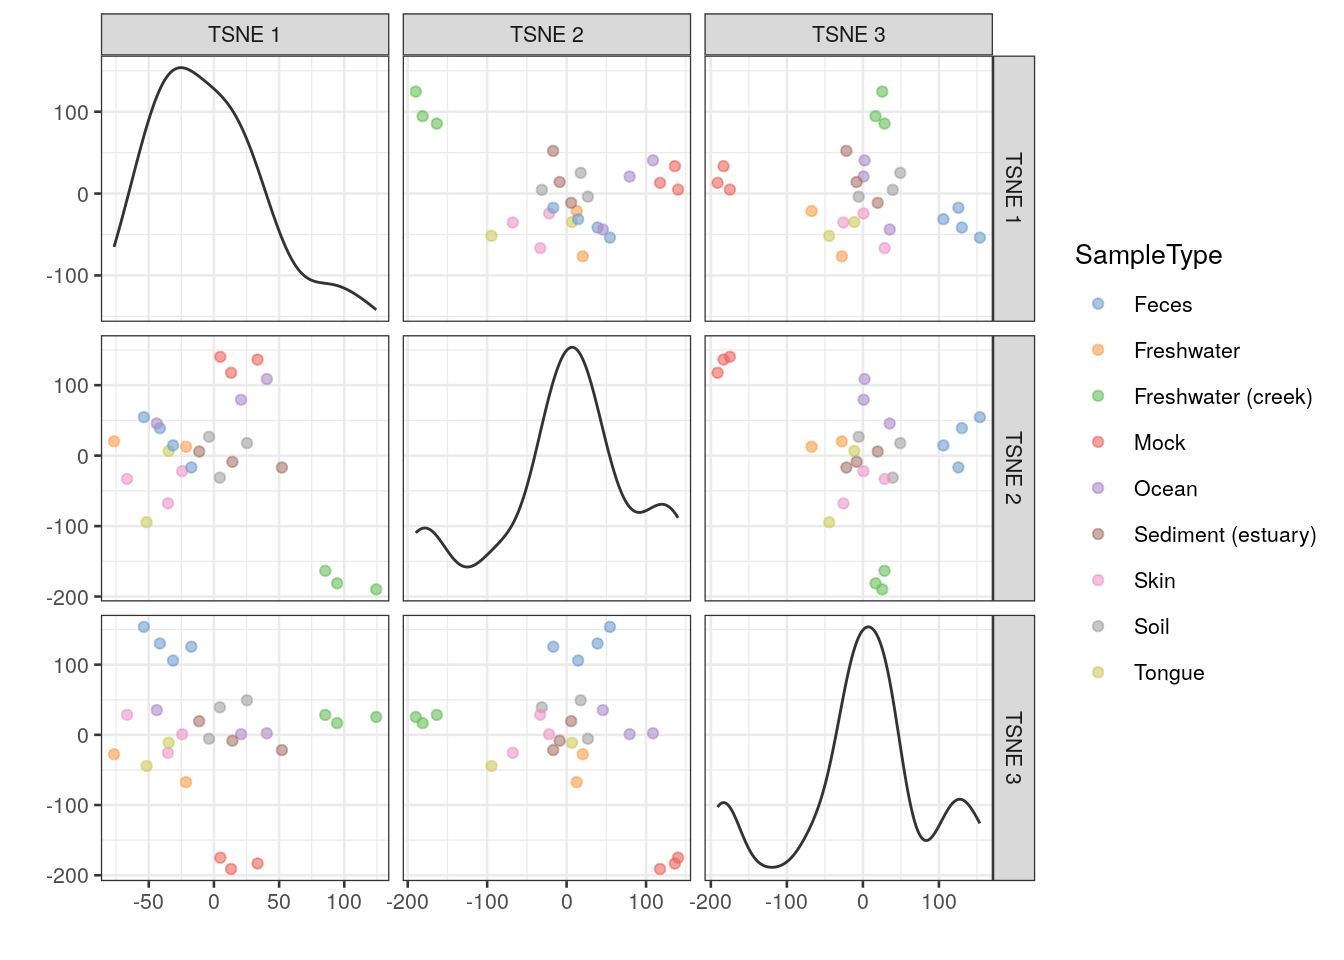 TSNE 1 TSNE 2 TSNE 3
100
0
-100
TSNE 1
100
0
-100
-200
TSNE 2
100
0
-100
-200
TSNE 3
-50 0 50 100 -200 -100 0 100 -200 -100 0 100
SampleType
Feces
Freshwater
Freshwater (creek)
Mock
Ocean
Sediment (estuary)
Skin
Soil
Tongue